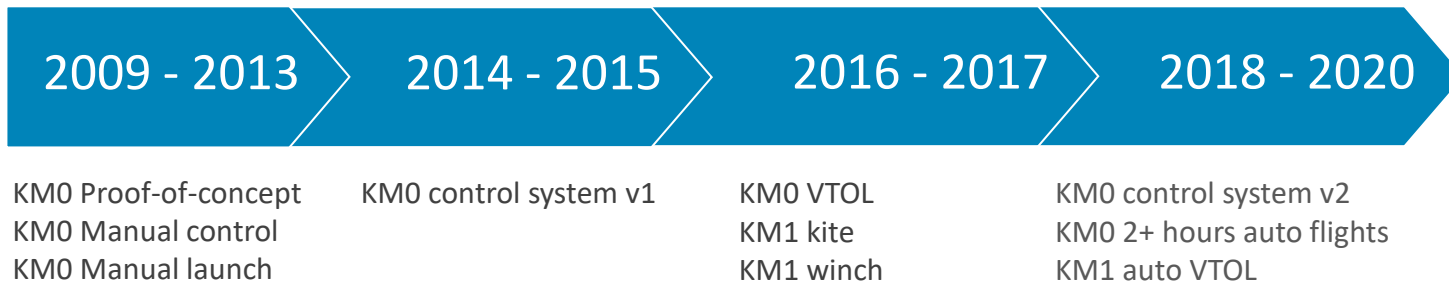 2009 - 2013
2014 - 2015
2016 - 2017
2018 - 2020
KM0 Proof-of-concept
KM0 Manual control
KM0 Manual launch
KM0 control system v1
KM0 VTOL
KM1 kite
KM1 winch
KM0 control system v2
KM0 2+ hours auto flights
KM1 auto VTOL